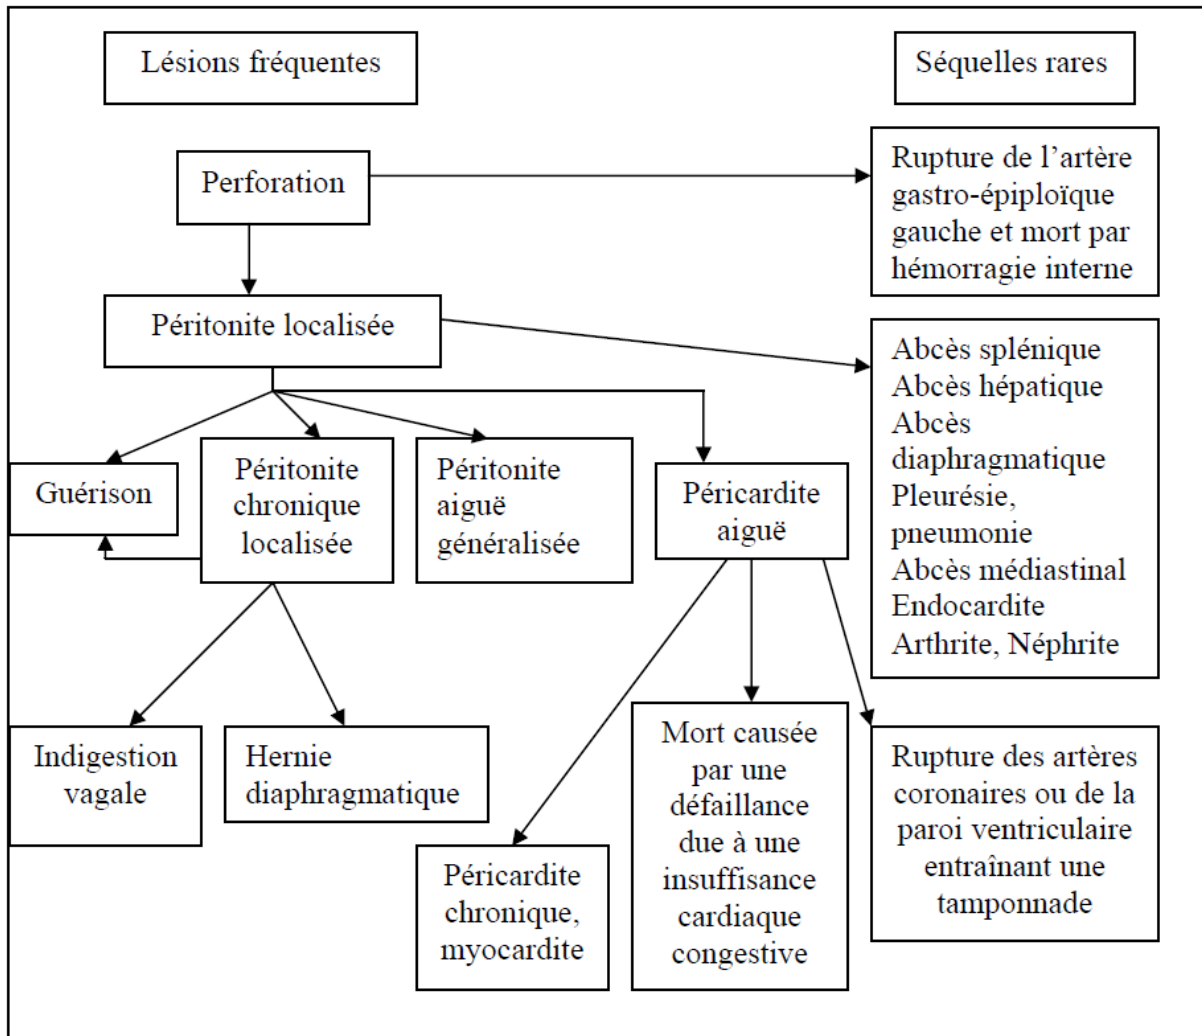 Lésions fréquentes
Séquelles rares
Perforation
Rupture de l’artère
gastro-épiploïque
gauche et mort par
hémorragie interne
Péritonite localisée
Abcès splénique
Abcès hépatique
Abcès
diaphragmatique
Pleurésie,
pneumonie
Abcès médiastinal
Endocardite
Arthrite, Néphrite
Guérison
Péritonite
chronique
localisée
Péritonite
aiguë
généralisée
Péricardite
aiguë
Indigestion
vagale
Hernie
diaphragmatique
Péricardite
chronique,
myocardite
Mort causée
par une
défaillance
due à une
insuffisance
cardiaque
congestive
Rupture des artères
coronaires ou de la
paroi ventriculaire
entraînant une
tamponnade